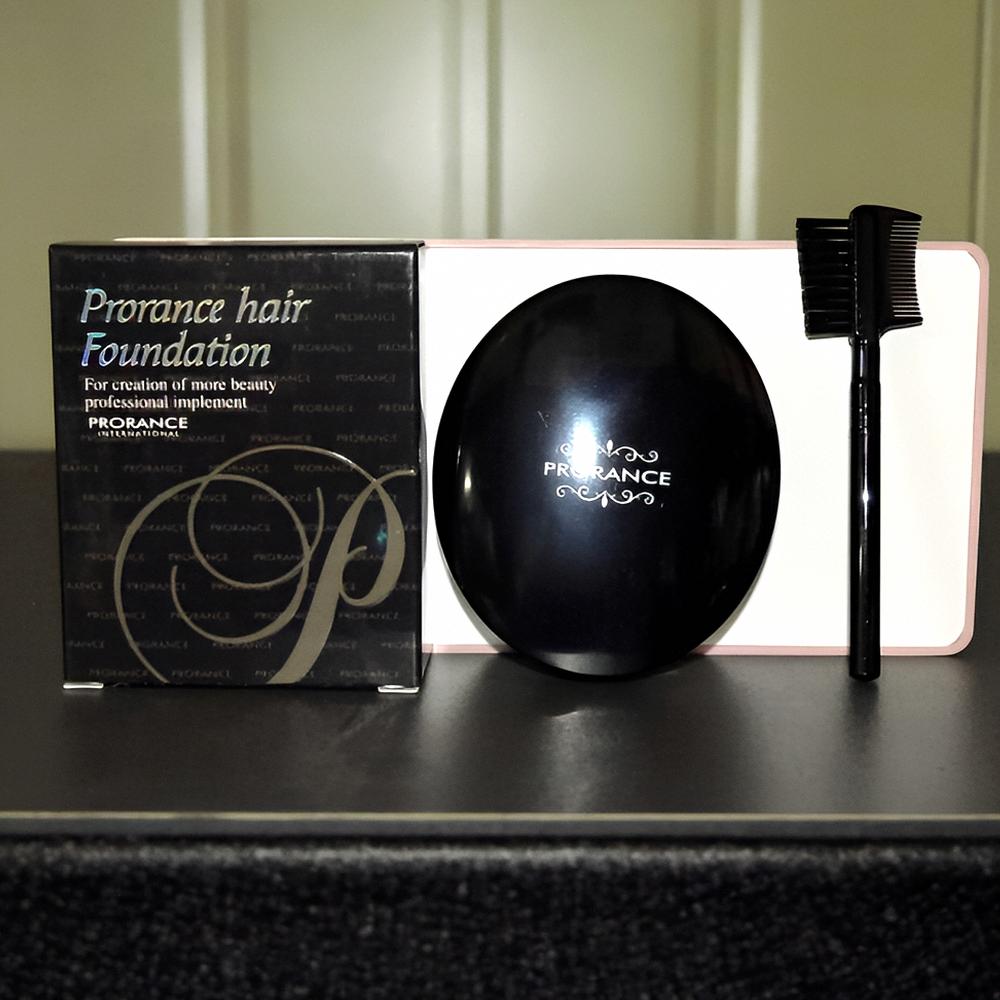 Prorance hair
Foundation
For creation of more beauty
professional implement
PRORANCE
INTERNATIONAL
P
PRORANCE